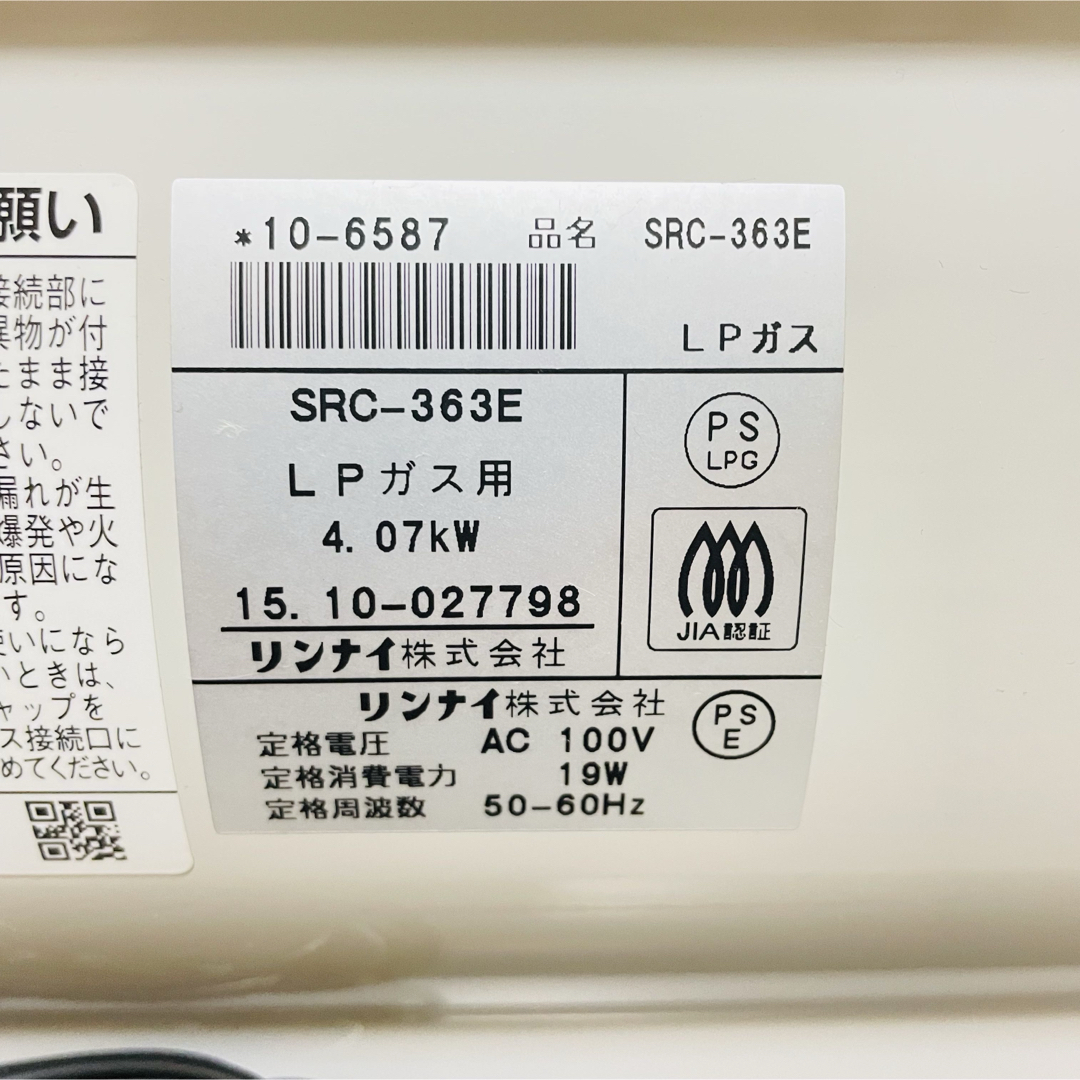 願い
接続部に
異物が付
たまま接
しないで
さい。
漏れが生
爆発や火
原因にな
す。
使いになら
いときは、
ャップを
ス接続口に
めてください。
*10-6587 品名 SRC-363E
LPガス
SRC-363E
LPガス用
4.07kW
15.10-027798
リンナイ株式会社
PS
LPG
JIA認証
リンナイ株式会社
PS
E
定格電圧 AC 100V
定格消費電力 19W
定格周波数 50-60Hz